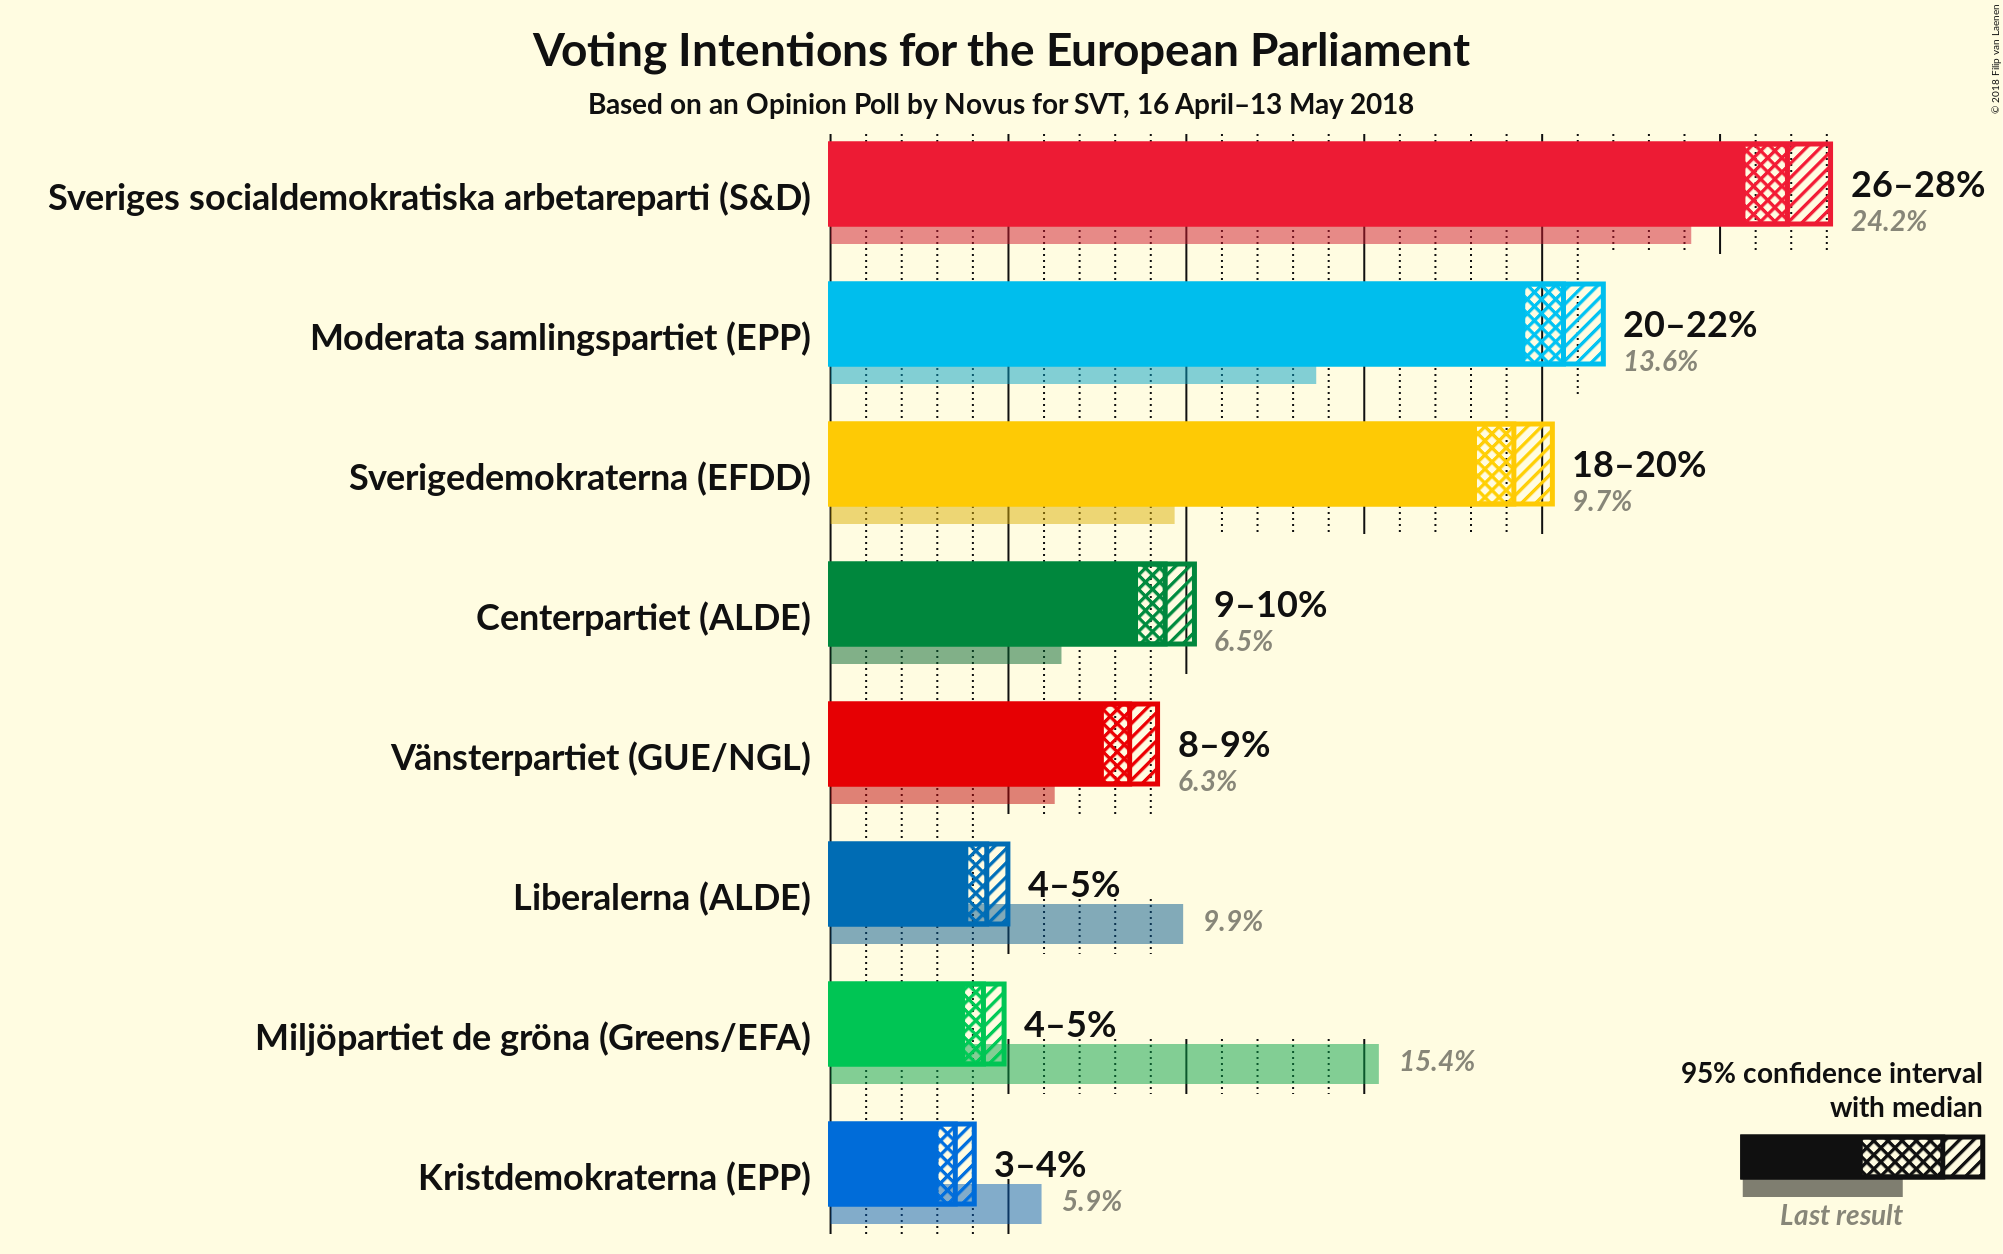 Voting Intentions for the European Parliament
Based on an Opinion Poll by Novus for SVT, 16 April–13 May 2018
© 2018 Filip van Laenen
Sveriges socialdemokratiska arbetareparti (S&D)
26–28%
24.2%
Moderata samlingspartiet (EPP)
20–22%
13.6%
Sverigedemokraterna (EFDD)
18–20%
9.7%
Centerpartiet (ALDE)
9–10%
6.5%
Vänsterpartiet (GUE/NGL)
8–9%
6.3%
Liberalerna (ALDE)
4–5%
9.9%
Miljöpartiet de gröna (Greens/EFA)
4–5%
15.4%
Kristdemokraterna (EPP)
3–4%
5.9%
95% confidence interval
with median
Last result